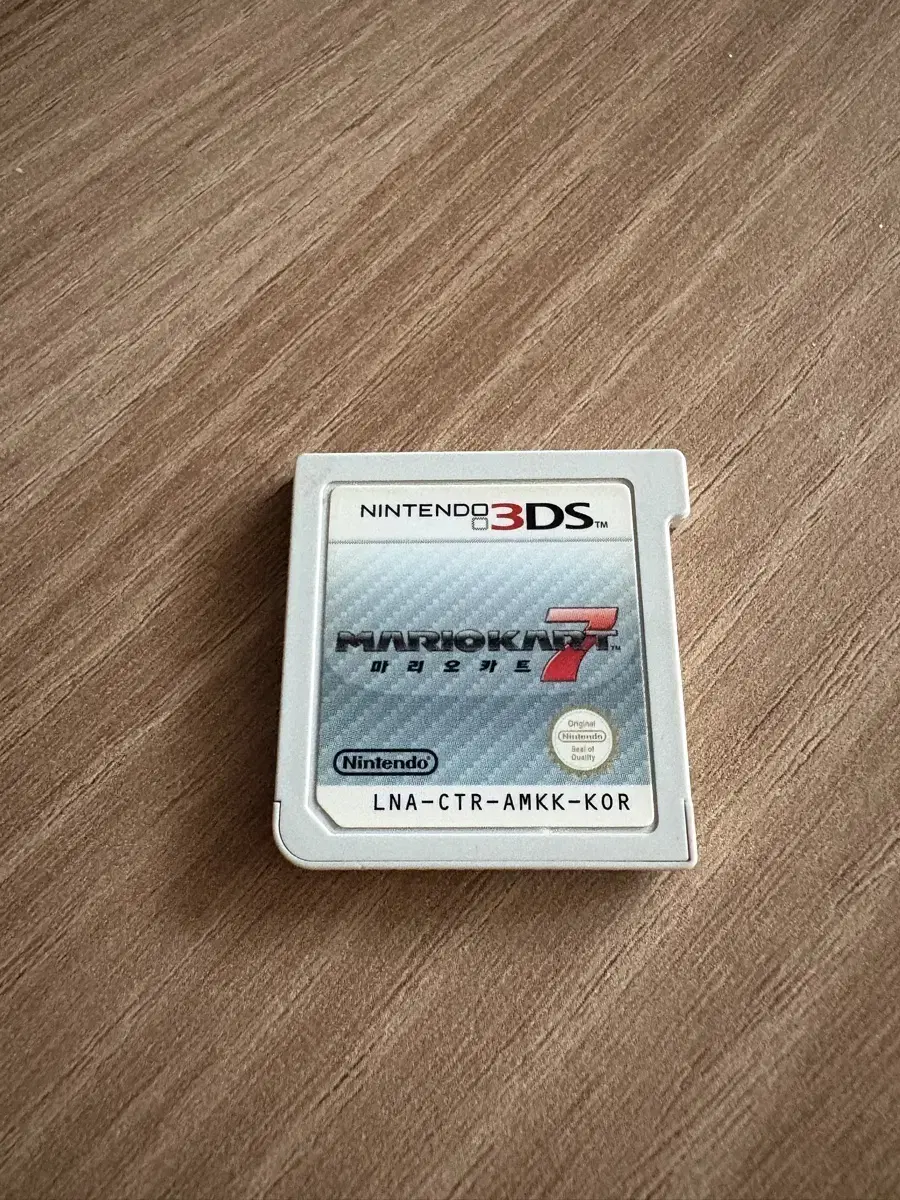 NINTENDO 3DS™
MARIOKART 7™
마리오카트
Original
Nintendo
Seal of
Quality
Nintendo®
LNA-CTR-AMKK-KOR